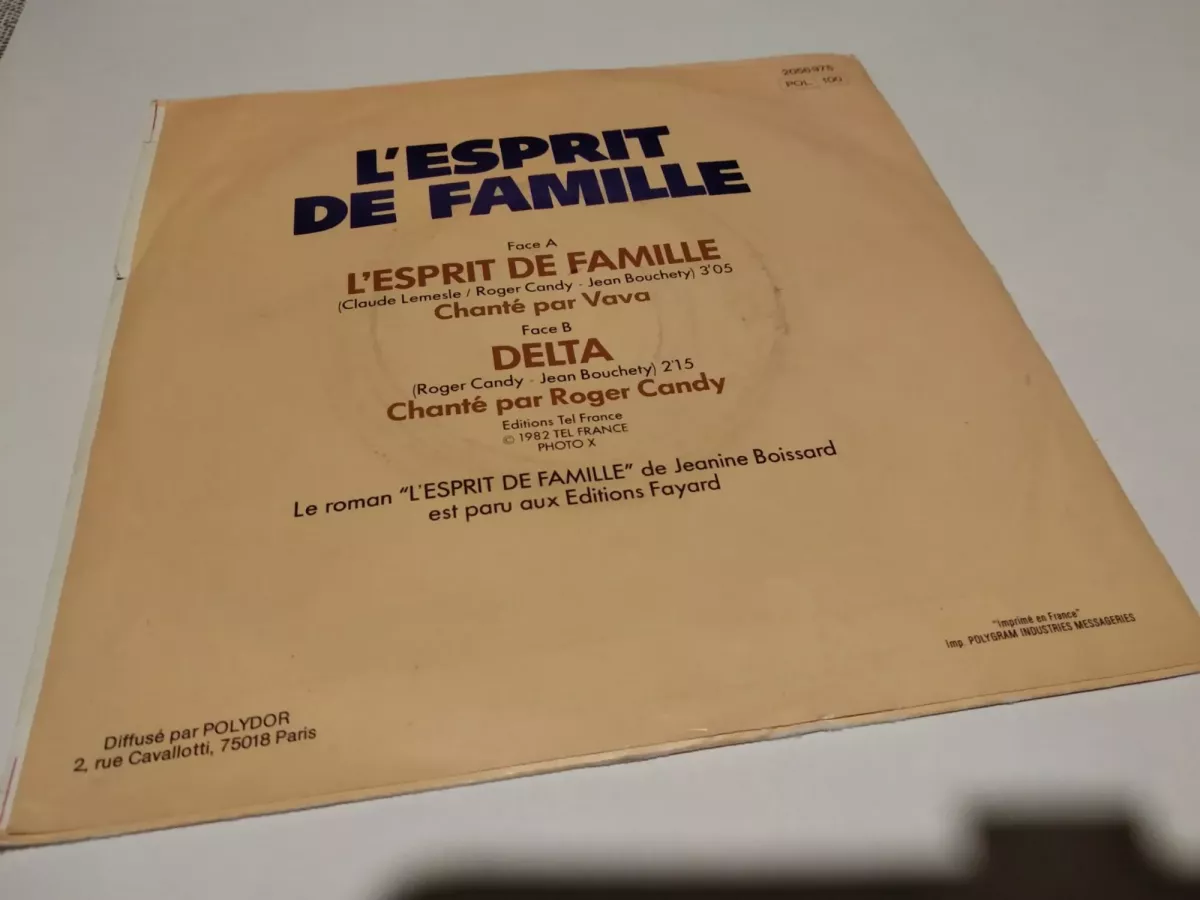 2056 975
POL. 100
L'ESPRIT
DE FAMILLE
Face A
L'ESPRIT DE FAMILLE
(Claude Lemesle / Roger Candy - Jean Bouchety) 3'05
Chanté par Vava
Face B
DELTA
(Roger Candy - Jean Bouchety) 2'15
Chanté par Roger Candy
Editions Tel France
© 1982 TEL FRANCE
PHOTO X
Le roman "L'ESPRIT DE FAMILLE" de Jeanine Boissard
est paru aux Editions Fayard
"Imprimé en France"
Imp POLYGRAM INDUSTRIES MESSAGERIES
Diffusé par POLYDOR
2, rue Cavallotti, 75018 Paris